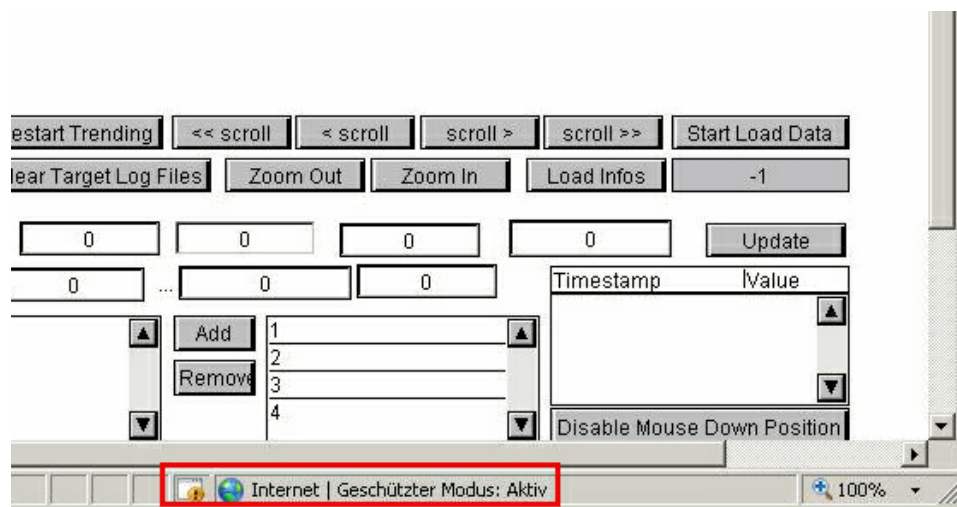 estart Trending << scroll < scroll scroll > scroll >> Start Load Data
lear Target Log Files Zoom Out Zoom In Load Infos -1
0 0 0 0 Update
0 ... 0 0 Timestamp Value
Add 1
2
Remove 3
4
Disable Mouse Down Position
Internet | Geschützter Modus: Aktiv 100%